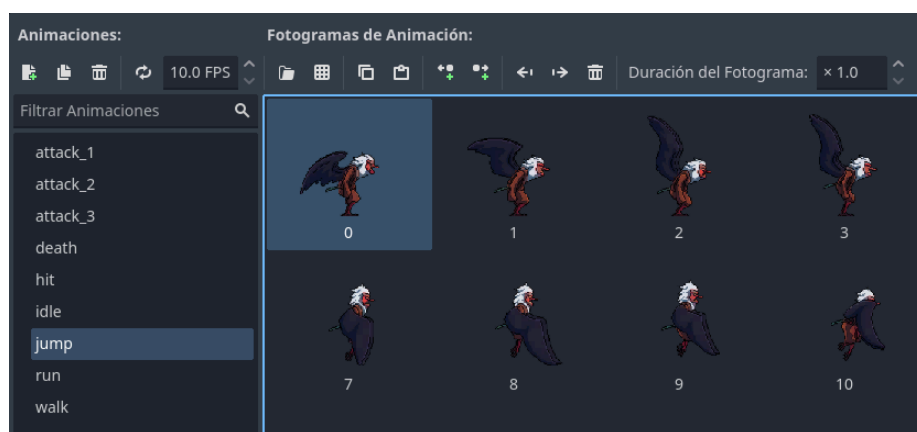 Animaciones:
Fotogramas de Animación:
10.0 FPS
Duración del Fotograma: × 1.0
Filtrar Animaciones
attack_1
attack_2
attack_3
death
hit
idle
jump
run
walk
0 1 2 3
7 8 9 10